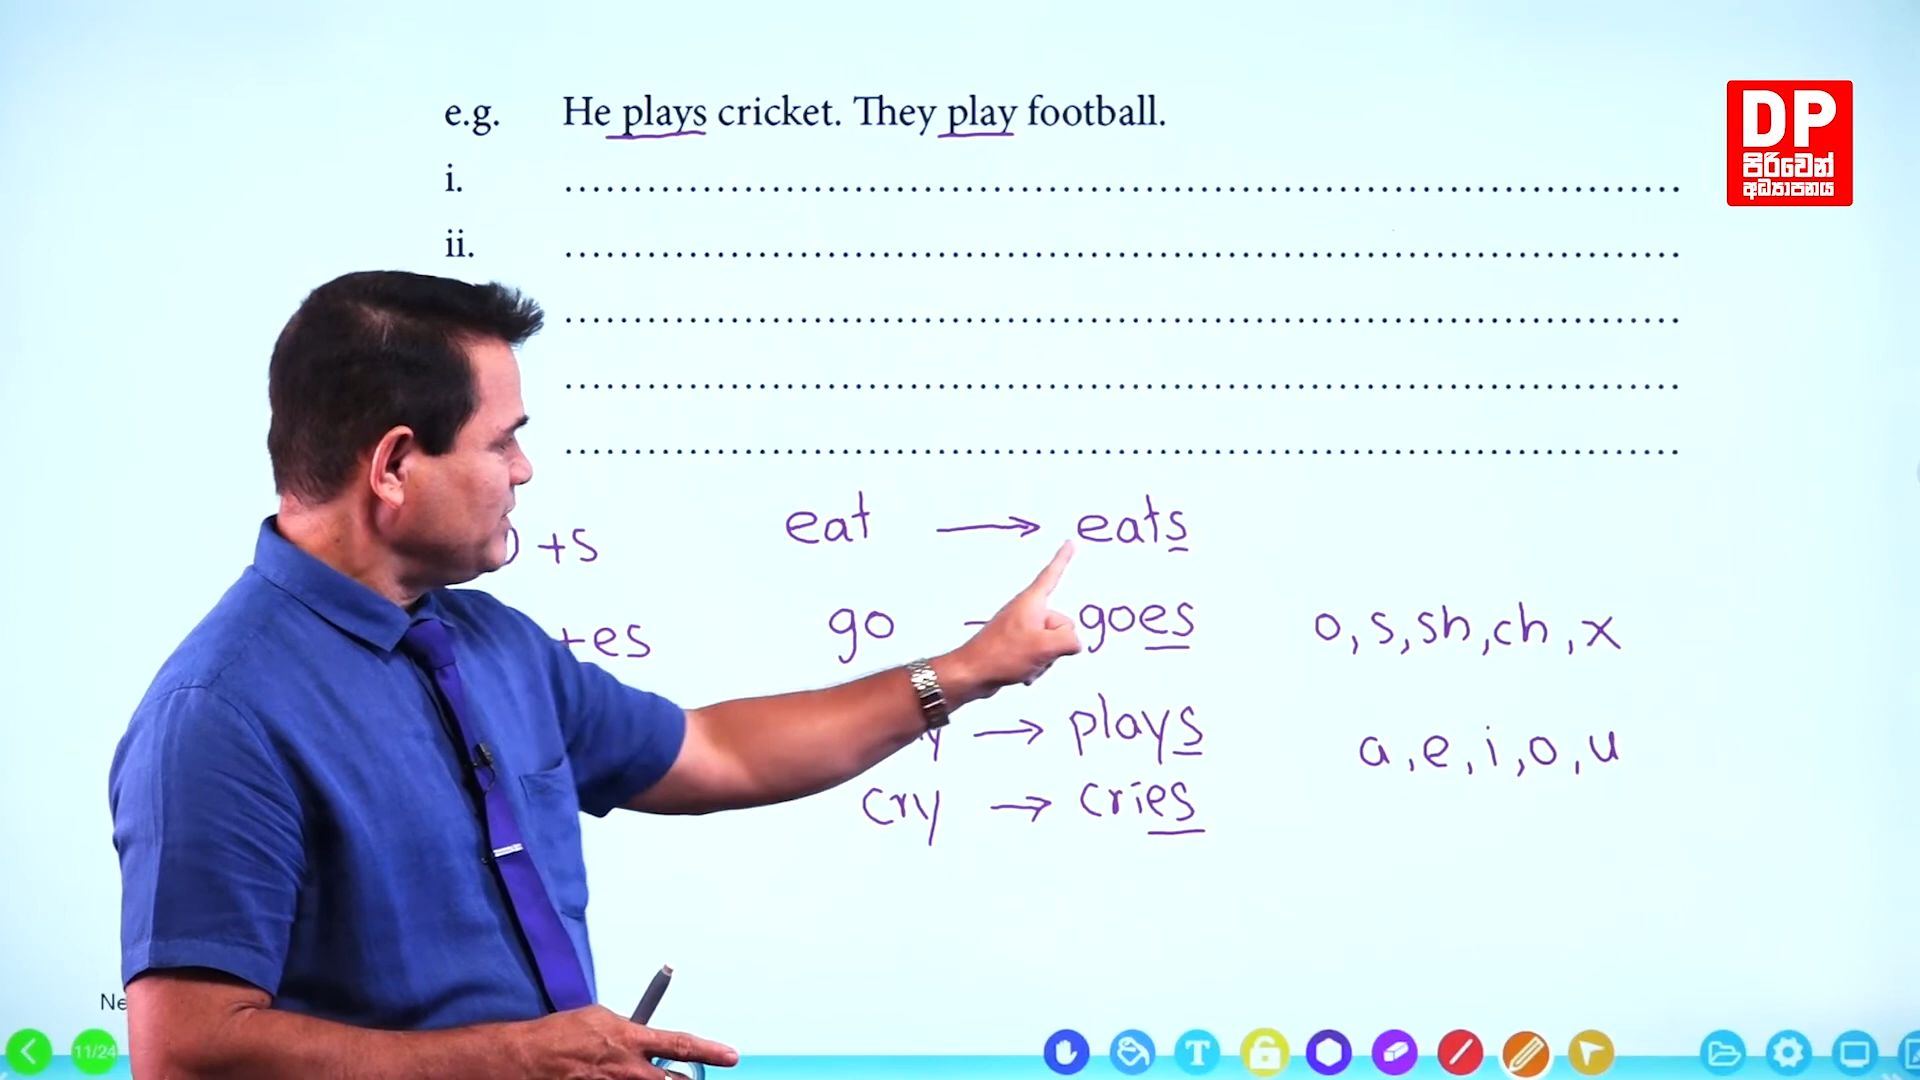 e.g. He plays cricket. They play football.
DP
පිරිවෙන්
අධ්‍යාපනය
i. ........................................................................................
ii. ........................................................................................
........................................................................................
........................................................................................
........................................................................................
+s eat → eats
+es go goes o, s, sh, ch, x
→ plays a, e, i, o, u
cry → cries
11/24
T